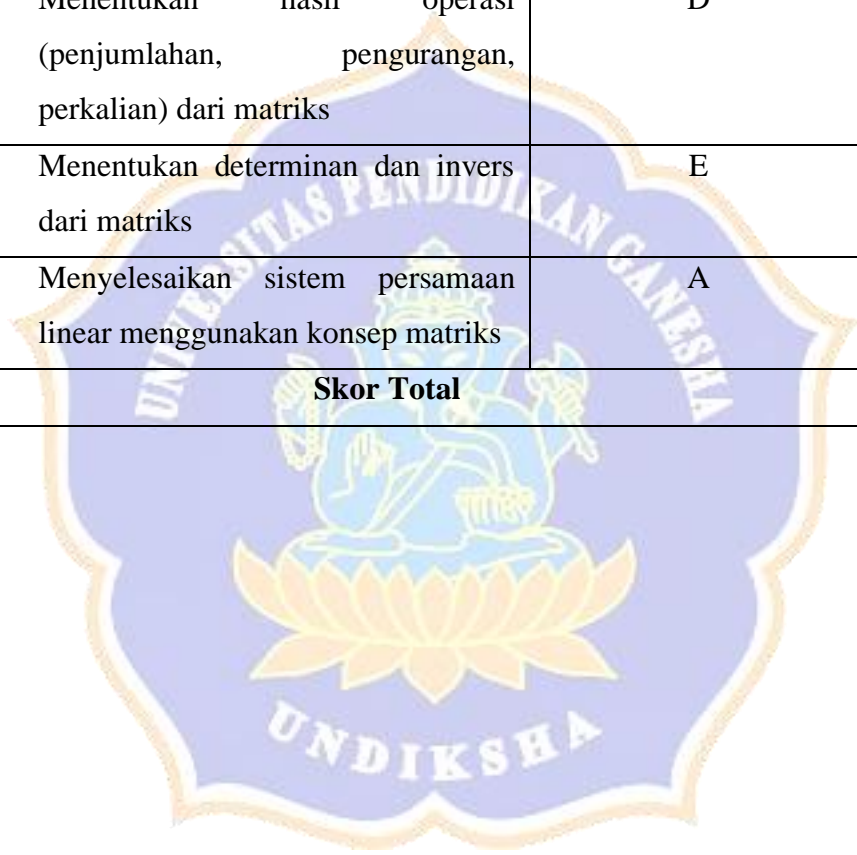 Menentukan hasil operasi D
(penjumlahan, pengurangan,
perkalian) dari matriks
Menentukan determinan dan invers E
dari matriks
Menyelesaikan sistem persamaan A
linear menggunakan konsep matriks
Skor Total
UNIVERSITAS PENDIDIKAN GANESHA
UNDIKSHA